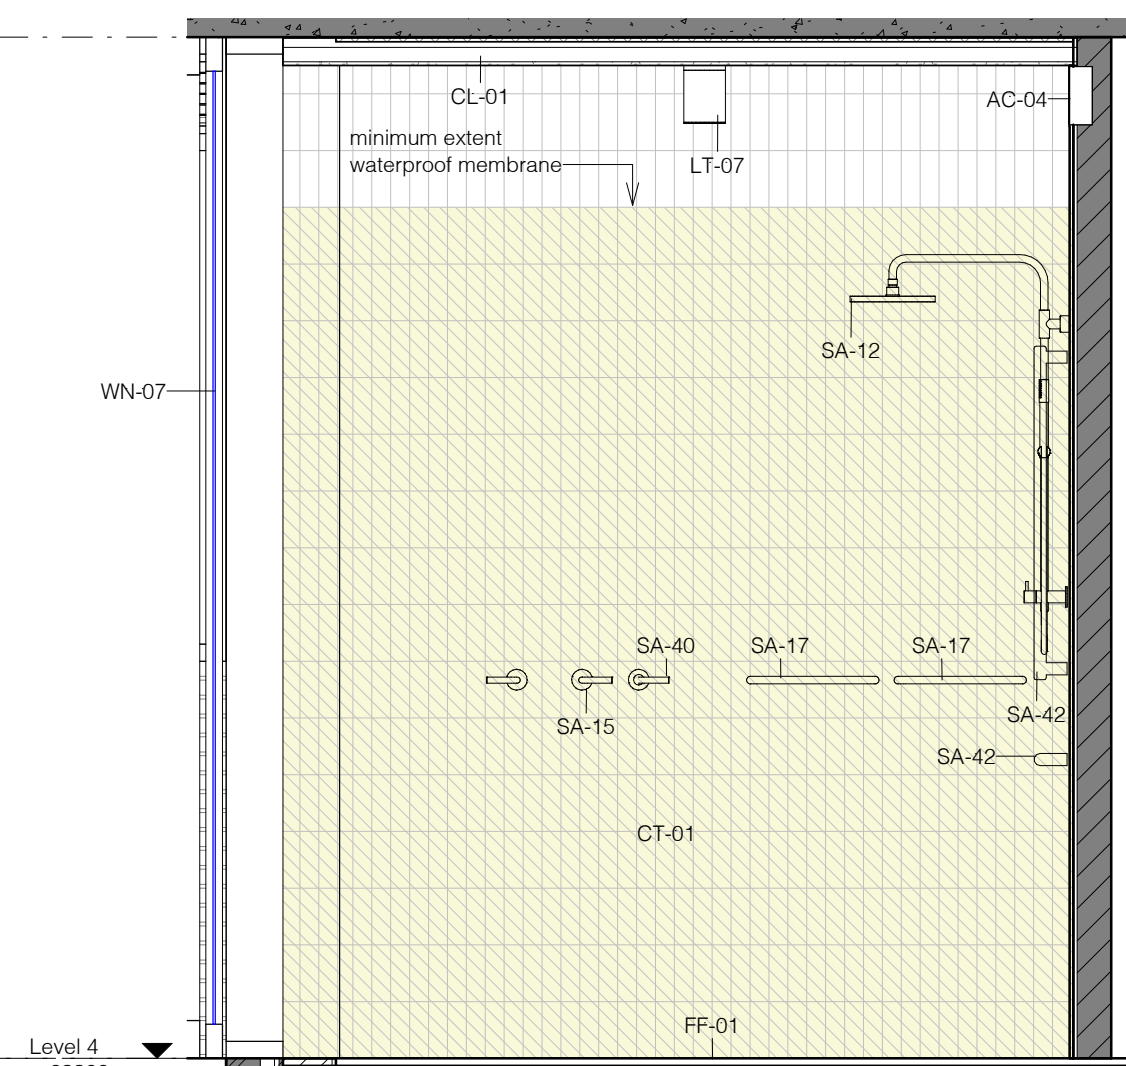 CL-01
AC-04
minimum extent
waterproof membrane
LT-07
SA-12
WN-07
SA-40
SA-17
SA-17
SA-15
SA-42
SA-42
CT-01
FF-01
Level 4